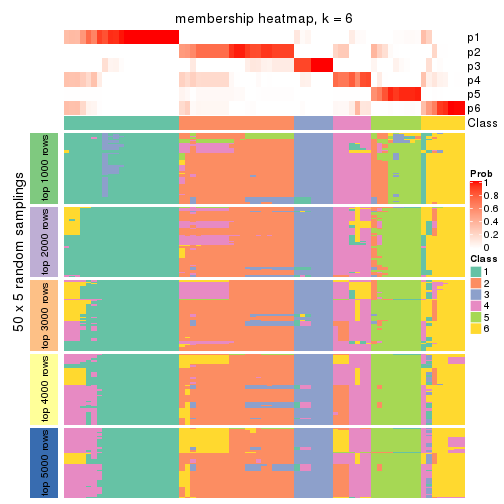 membership heatmap, k = 6
p1
p2
p3
p4
p5
p6
Class
50 x 5 random samplings
top 1000 rows
top 2000 rows
top 3000 rows
top 4000 rows
top 5000 rows
Prob
1
0.8
0.6
0.4
0.2
0
Class
1
2
3
4
5
6